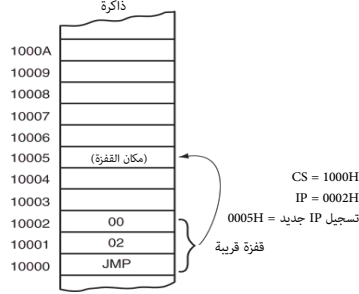 ذاكرة
1000A
10009
10008
10007
10006
10005 (مكان القفزة)
10004
10003
10002 00
10001 02
10000 JMP
CS = 1000H
IP = 0002H
تسجيل IP جديد = 0005H
قفزة قريبة